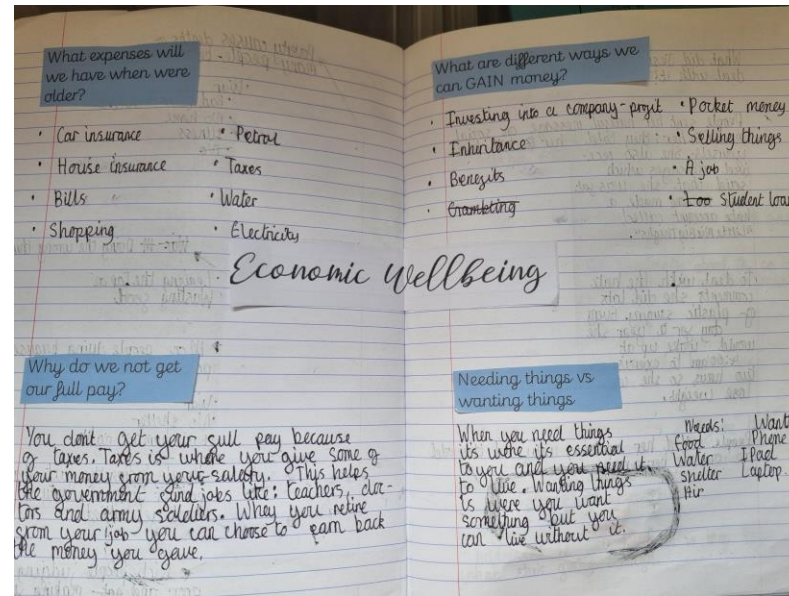 What expenses will
we have when were
older?
• Car insurance
• House insurance
• Bills
• Shopping
• Petrol
• Taxes
• Water
• Electricity
What are different ways we
can GAIN money?
• Investing into a company-profit
• Inheritance
• Benefits
• Gambling
• Pocket money
• Selling things
• A job
• Loo Student loan
Economic Wellbeing
Why do we not get
our full pay?
You don't get your full pay because
of taxes. Taxes is where you give some of
your money from your salaty. This helps
the government fund jobs like: teachers, doc-
tors and army soldiers. Whey you retire
from your job you can choose to earn back
the money you gave.
Needing things vs
wanting things
When you need things
its were its essential
to you and you need it.
to live. Wanting things
is were you want
something but you
can live without it.
Needs:
food
Water
shelter
Air
Want
Phone
IPad
Laptop.